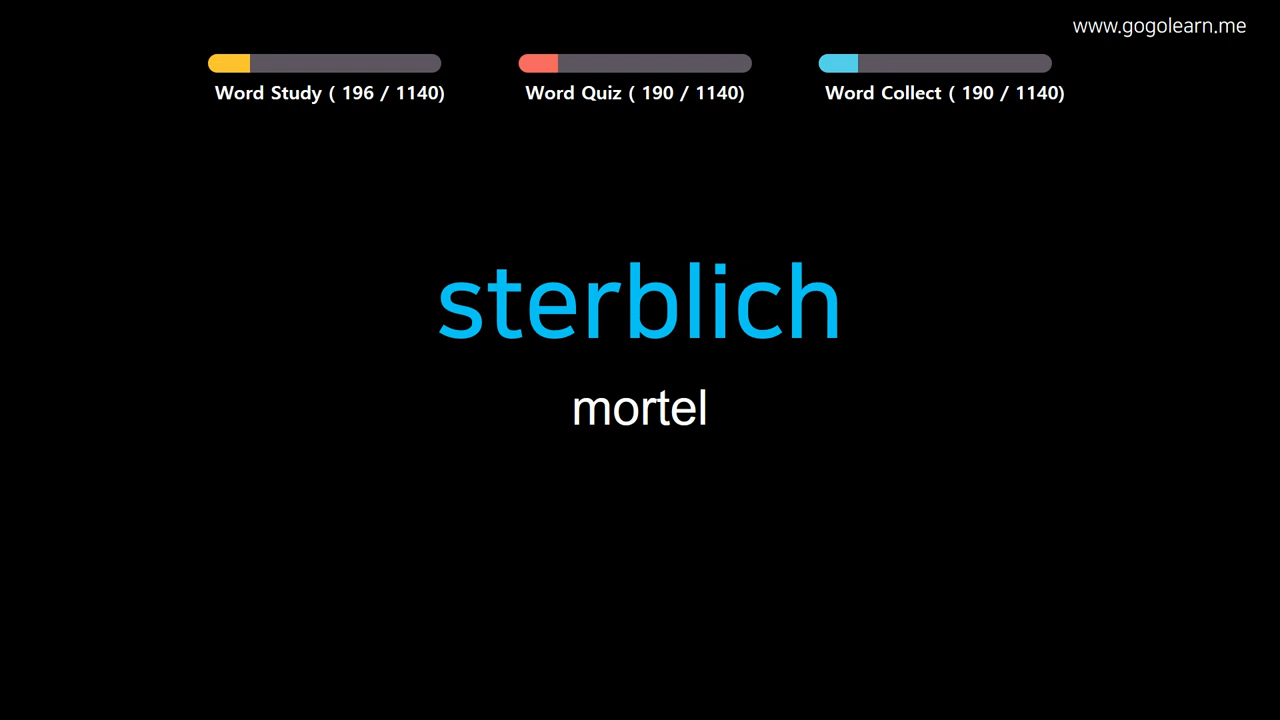 www.gogolearn.me
Word Study ( 196 / 1140)
Word Quiz ( 190 / 1140)
Word Collect ( 190 / 1140)
sterblich
mortel